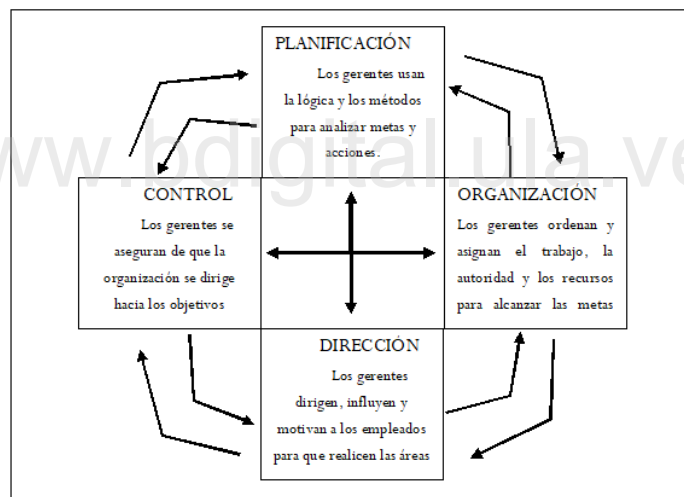 PLANIFICACIÓN
Los gerentes usan
la lógica y los métodos
para analizar metas y
acciones.
www.bdigital.ula.ve
CONTROL
Los gerentes se
aseguran de que la
organización se dirige
hacia los objetivos
ORGANIZACIÓN
Los gerentes ordenan y
asignan el trabajo, la
autoridad y los recursos
para alcanzar las metas
DIRECCIÓN
Los gerentes
dirigen, influyen y
motivan a los empleados
para que realicen las áreas